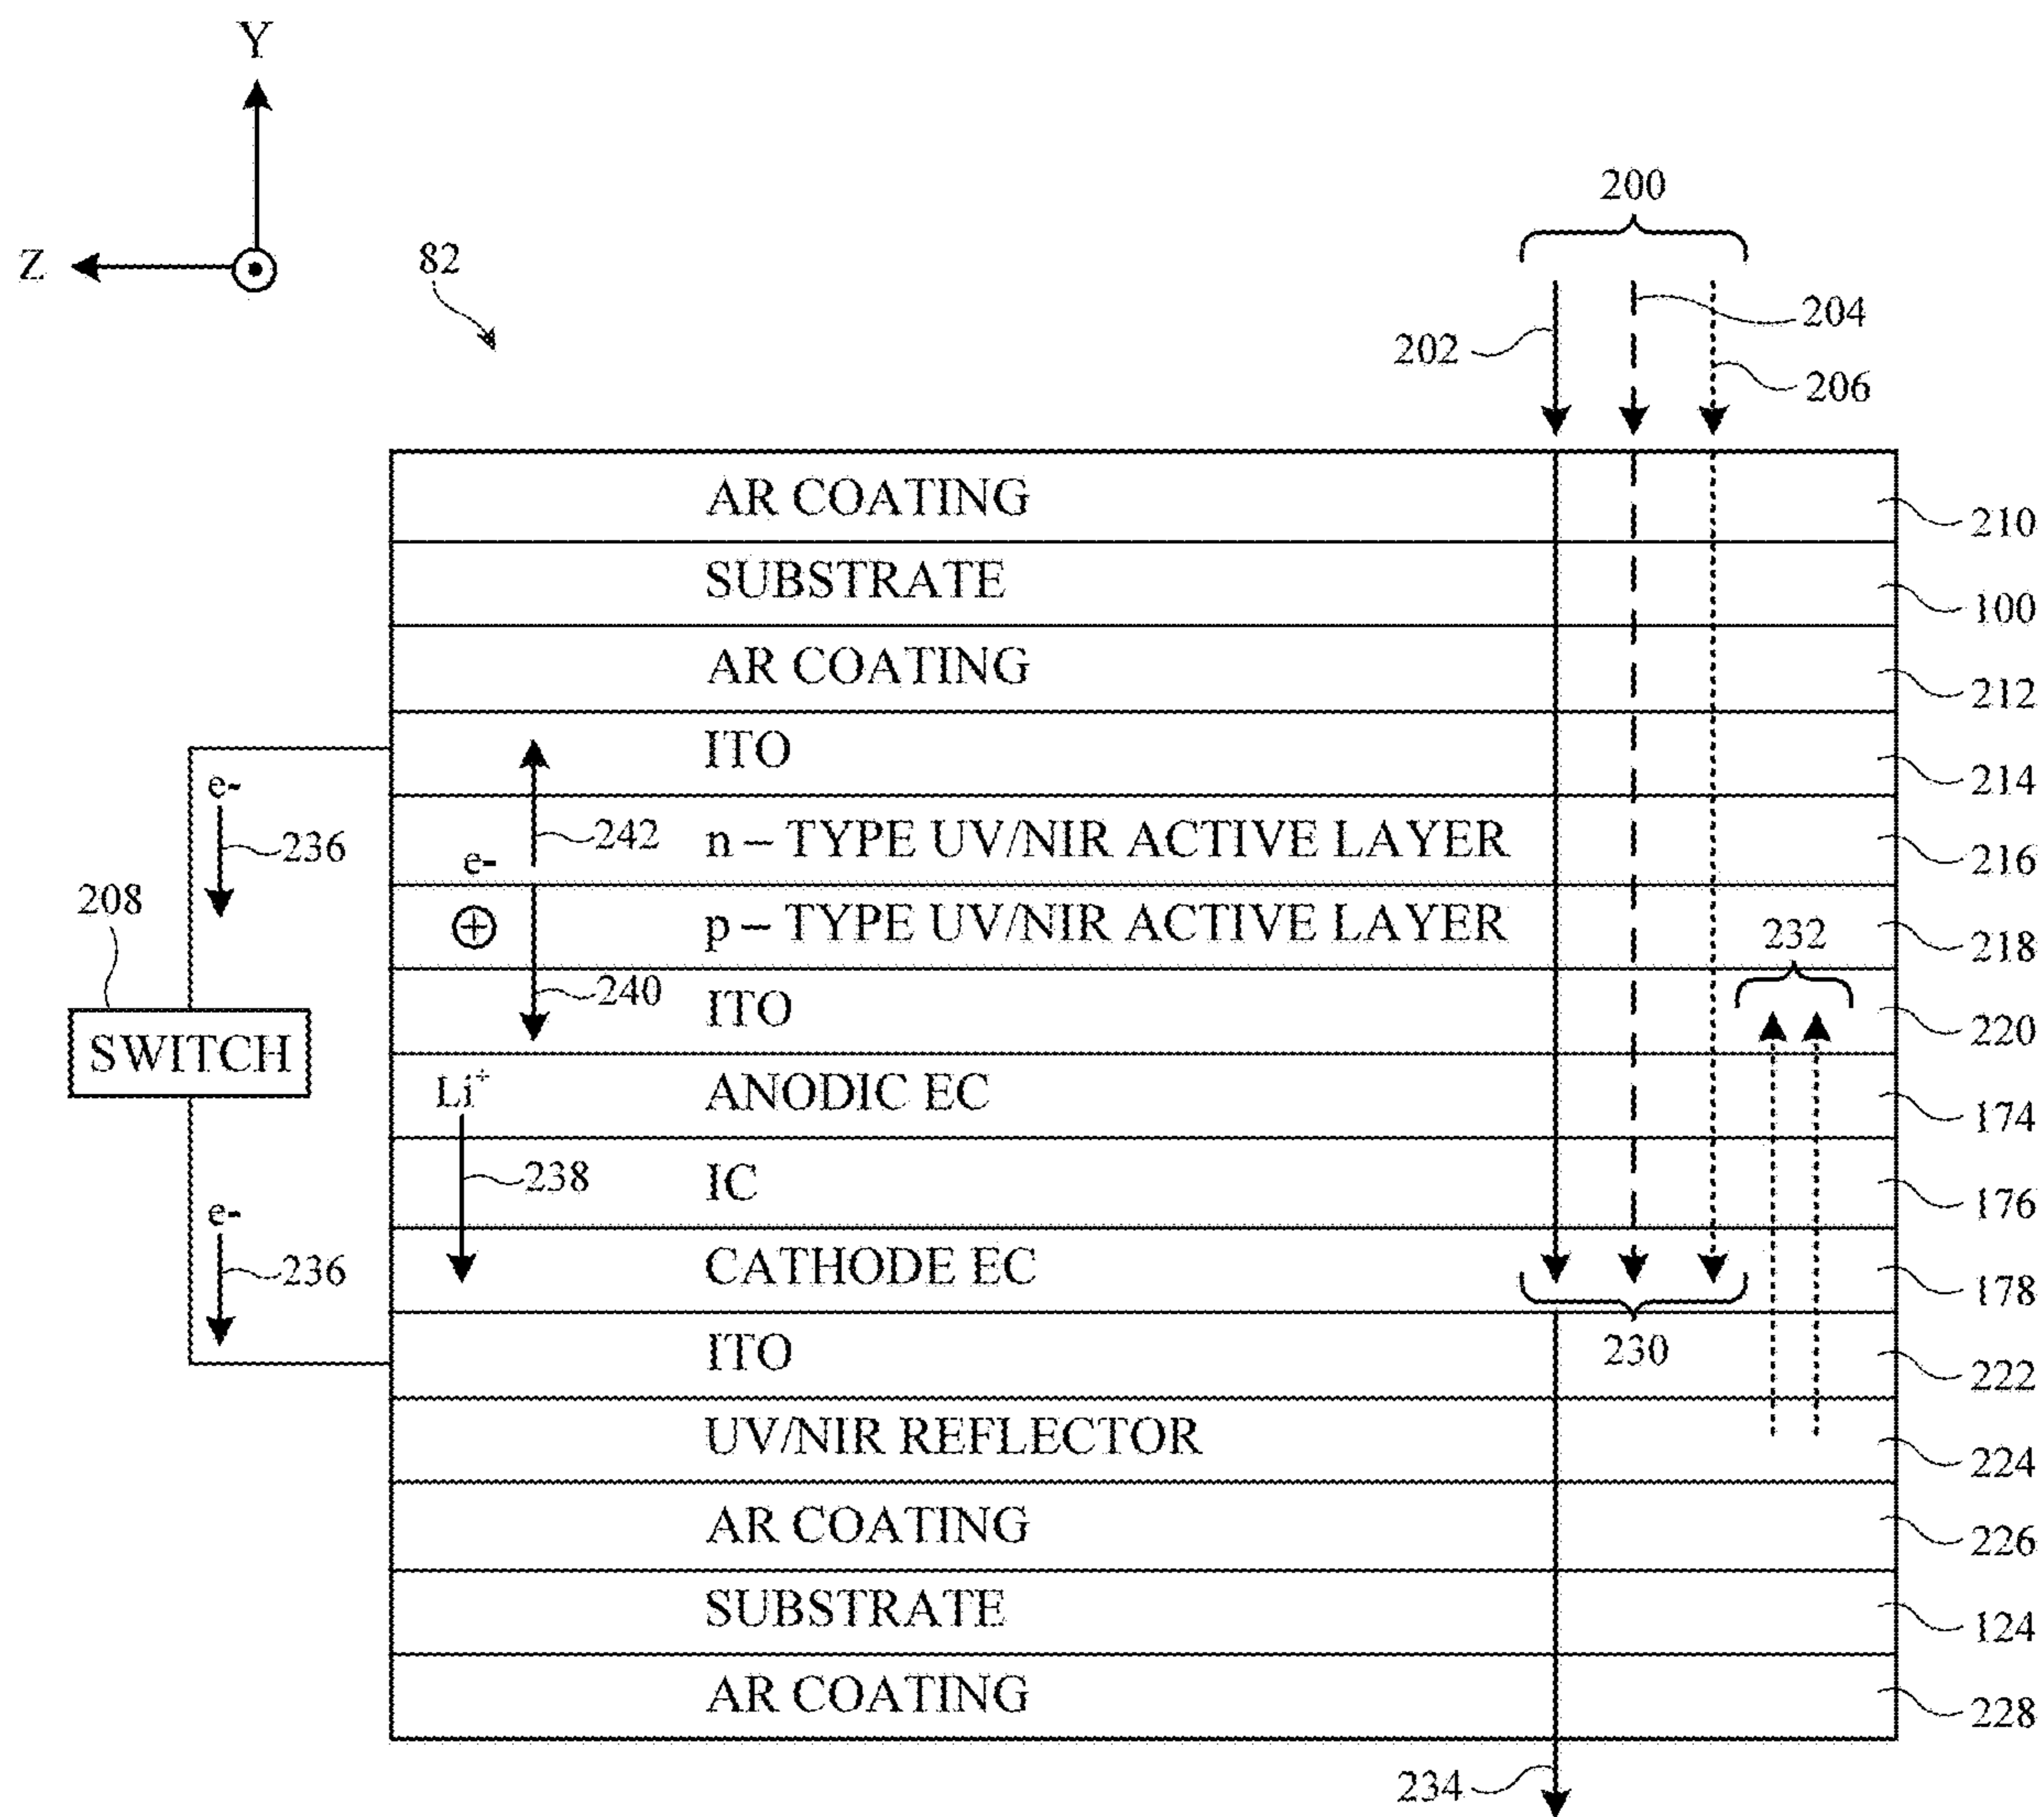 Y
Z
82
200
202
204
206
AR COATING
210
SUBSTRATE
100
AR COATING
212
ITO
214
e-
236
242
n – TYPE UV/NIR ACTIVE LAYER
216
e-
208
⊕
p – TYPE UV/NIR ACTIVE LAYER
218
232
240
ITO
220
SWITCH
Li+
ANODIC EC
174
238
IC
176
e-
236
CATHODE EC
178
ITO
230
222
UV/NIR REFLECTOR
224
AR COATING
226
SUBSTRATE
124
AR COATING
228
234